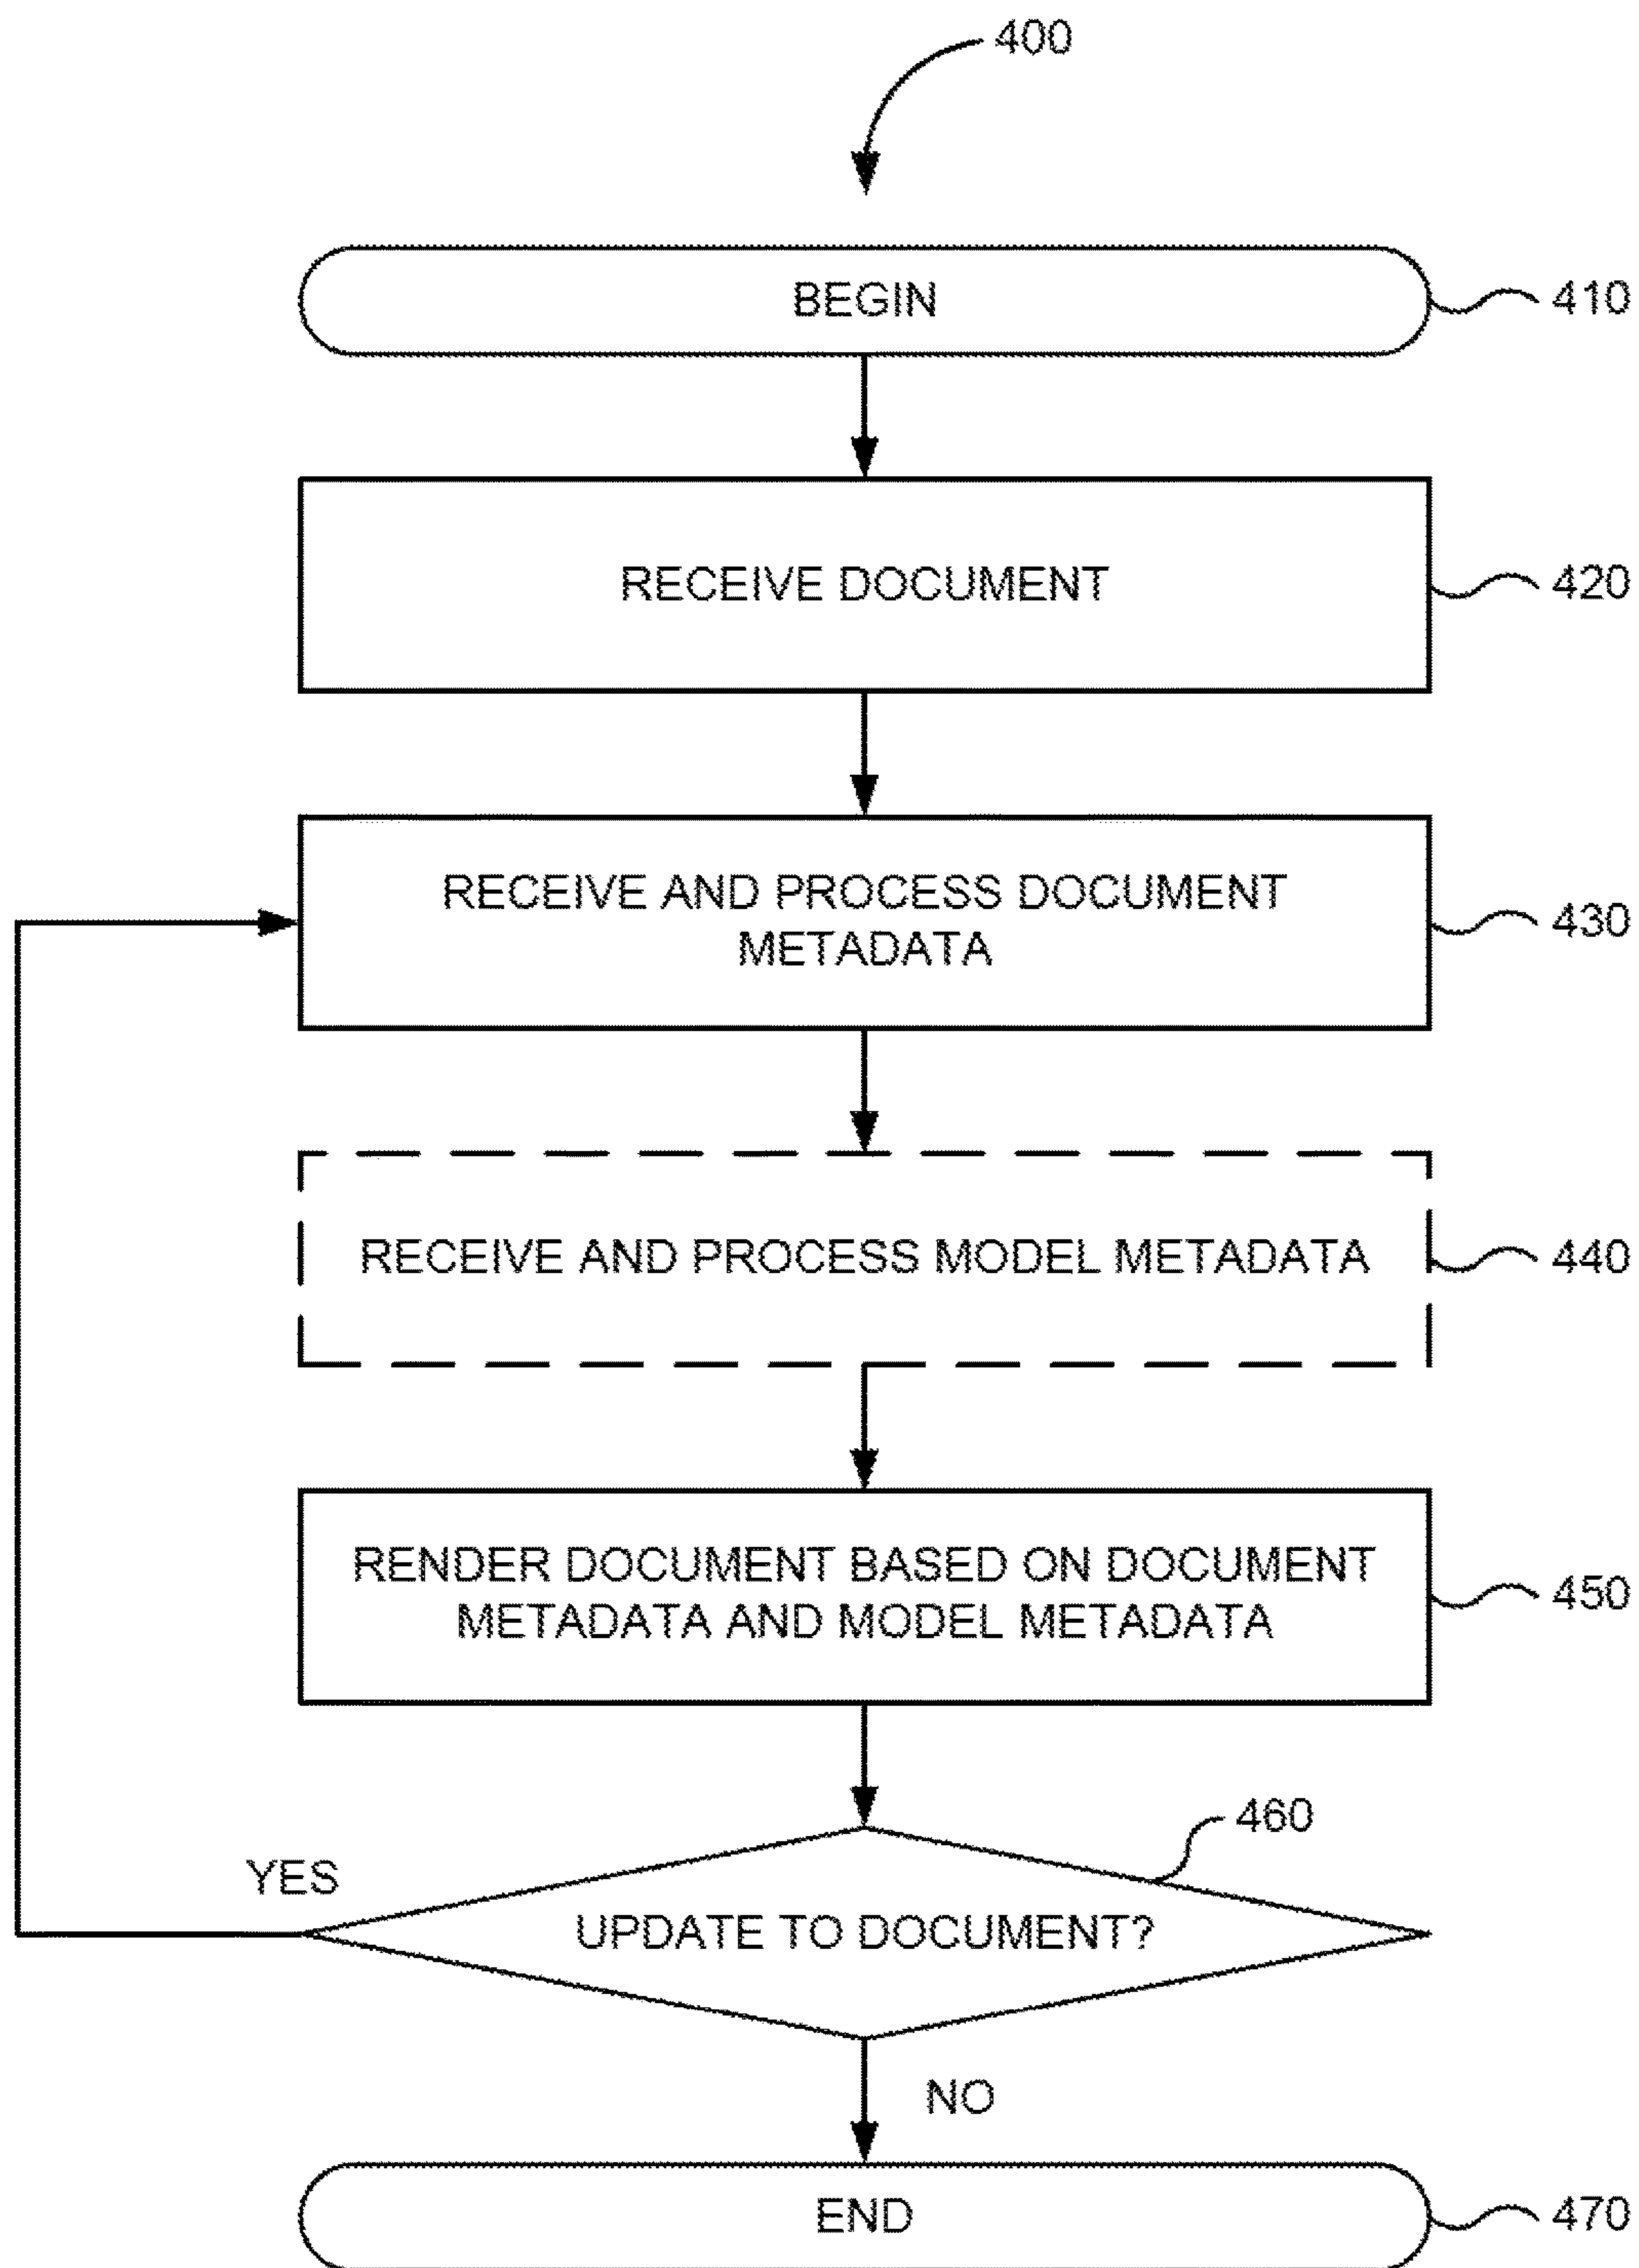 400
BEGIN
410
RECEIVE DOCUMENT
420
RECEIVE AND PROCESS DOCUMENT
METADATA
430
RECEIVE AND PROCESS MODEL METADATA
440
RENDER DOCUMENT BASED ON DOCUMENT
METADATA AND MODEL METADATA
450
460
YES
UPDATE TO DOCUMENT?
NO
END
470